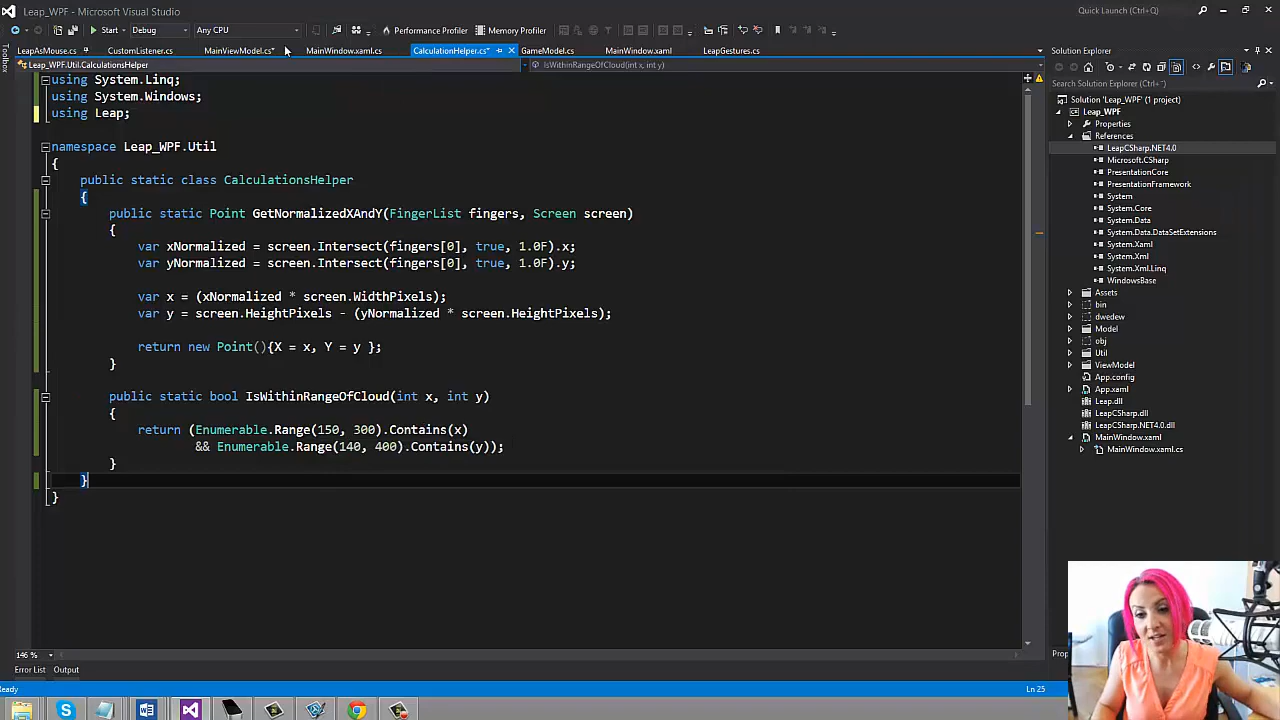 Leap_WPF - Microsoft Visual Studio
Quick Launch (Ctrl+Q)
Start
Debug
Any CPU
Performance Profiler
Memory Profiler
LeapAsMouse.cs
CustomListener.cs
MainViewModel.cs*
MainWindow.xaml.cs
CalculationHelper.cs*
GameModel.cs
MainWindow.xaml
LeapGestures.cs
Solution Explorer
Toolbox
Leap_WPF.Util.CalculationsHelper
IsWithinRangeOfCloud(int x, int y)
Search Solution Explorer (Ctrl+;)
using System.Linq;
using System.Windows;
using Leap;
namespace Leap_WPF.Util
{
public static class CalculationsHelper
{
public static Point GetNormalizedXAndY(FingerList fingers, Screen screen)
{
var xNormalized = screen.Intersect(fingers[0], true, 1.0F).x;
var yNormalized = screen.Intersect(fingers[0], true, 1.0F).y;
var x = (xNormalized * screen.WidthPixels);
var y = screen.HeightPixels - (yNormalized * screen.HeightPixels);
return new Point(){X = x, Y = y };
}
public static bool IsWithinRangeOfCloud(int x, int y)
{
return (Enumerable.Range(150, 300).Contains(x)
&& Enumerable.Range(140, 400).Contains(y));
}
}
}
Solution 'Leap_WPF' (1 project)
Leap_WPF
Properties
References
LeapCSharp.NET4.0
Microsoft.CSharp
PresentationCore
PresentationFramework
System
System.Core
System.Data
System.Data.DataSetExtensions
System.Xaml
System.Xml
System.Xml.Linq
WindowsBase
Assets
bin
dwedew
Model
obj
Util
ViewModel
App.config
App.xaml
Leap.dll
LeapCSharp.dll
LeapCSharp.NET4.0.dll
MainWindow.xaml
MainWindow.xaml.cs
146 %
Error List
Output
Prop
Ready
Ln 25